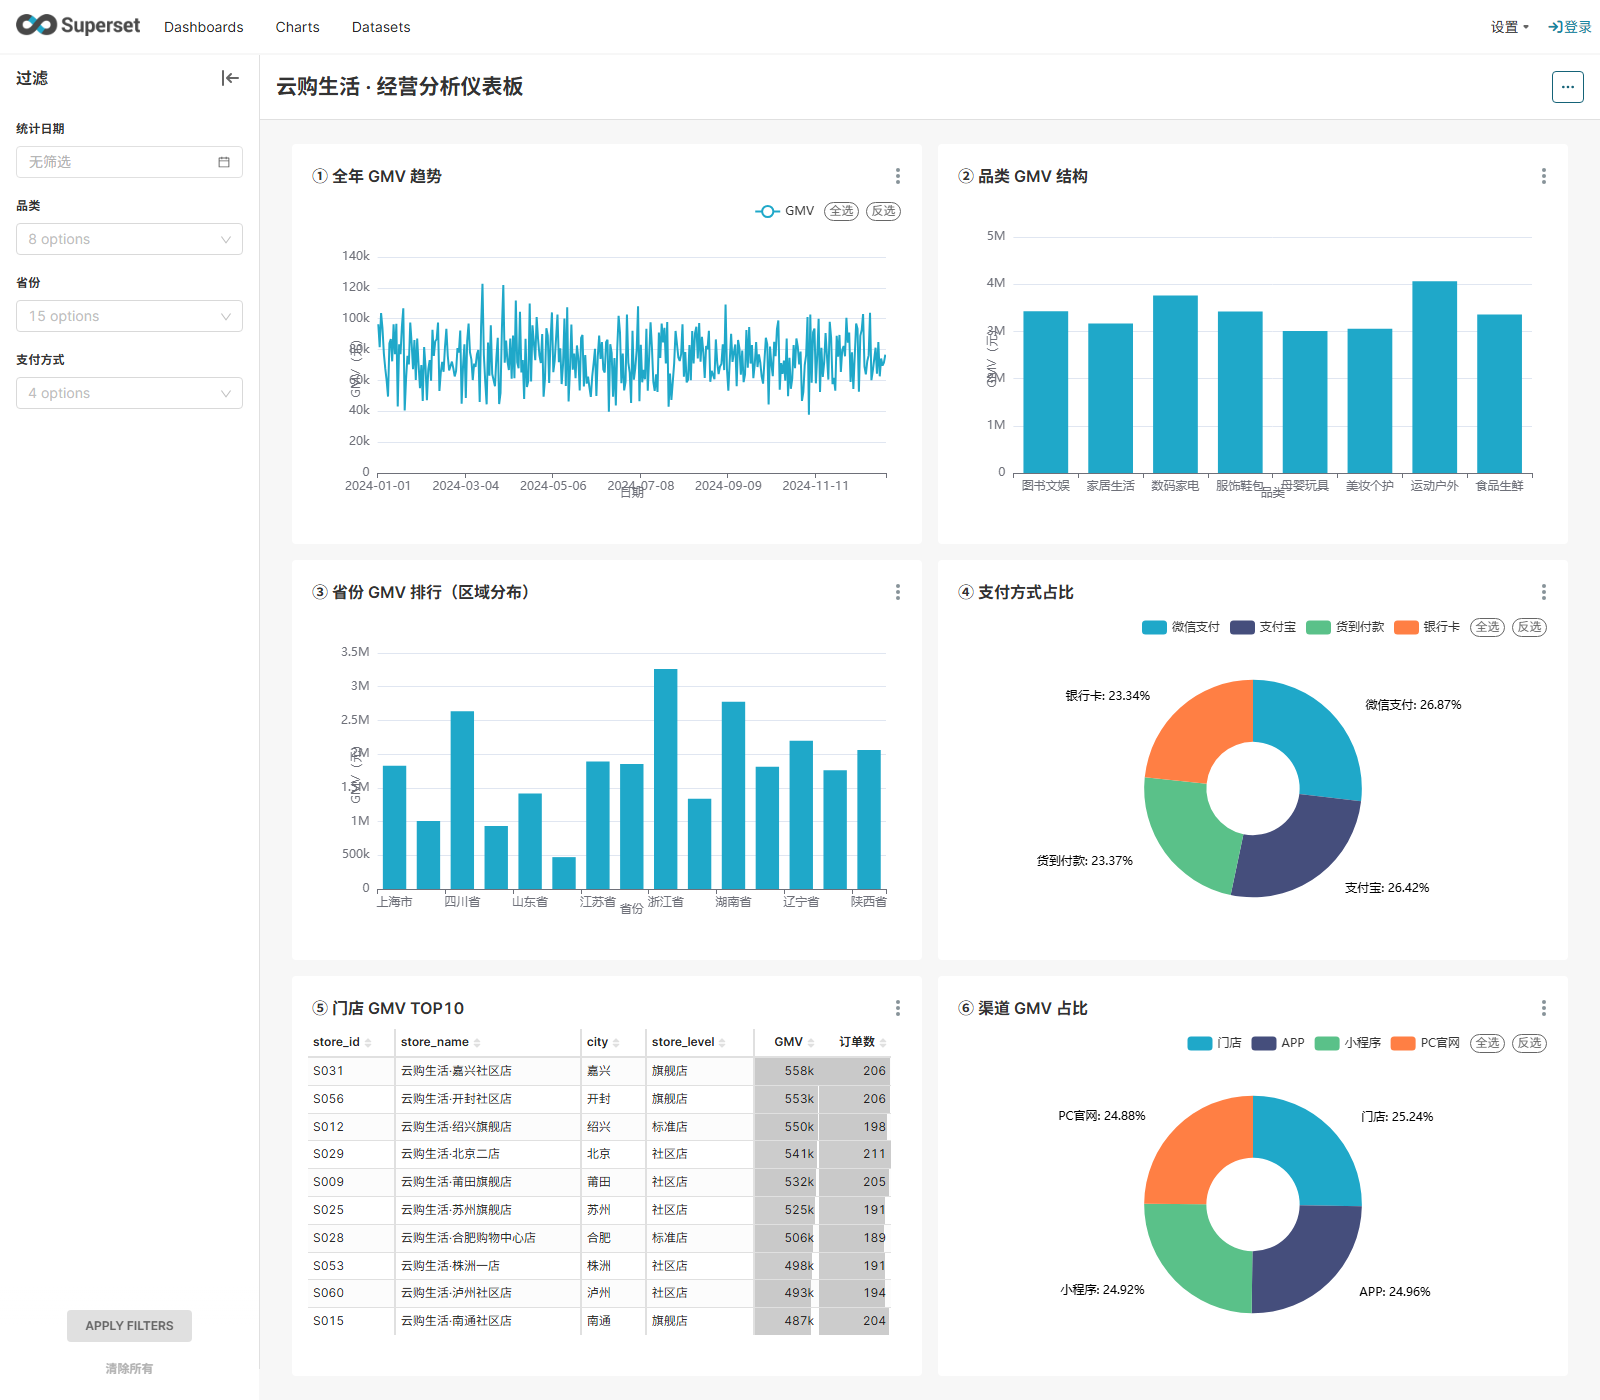 Superset
Dashboards
Charts
Datasets
设置
登录
过滤
统计日期
无筛选
品类
8 options
省份
15 options
支付方式
4 options
APPLY FILTERS
清除所有
云购生活 · 经营分析仪表板
① 全年 GMV 趋势
GMV 全选 反选
140k
120k
100k
80k
60k
40k
20k
0
GMV（元）
2024-01-01 2024-03-04 2024-05-06 2024-07-08 2024-09-09 2024-11-11
日期
② 品类 GMV 结构
5M
4M
3M
2M
1M
0
GMV（元）
图书文娱 家居生活 数码家电 服饰鞋包 母婴玩具 美妆个护 运动户外 食品生鲜
品类
③ 省份 GMV 排行（区域分布）
3.5M
3M
2.5M
2M
1.5M
1M
500k
0
GMV（元）
上海市 四川省 山东省 江苏省 浙江省 湖南省 辽宁省 陕西省
省份
④ 支付方式占比
微信支付 支付宝 货到付款 银行卡 全选 反选
银行卡: 23.34%
微信支付: 26.87%
货到付款: 23.37%
支付宝: 26.42%
⑤ 门店 GMV TOP10
store_id store_name city store_level GMV 订单数
S031 云购生活·嘉兴社区店 嘉兴 旗舰店 558k 206
S056 云购生活·开封社区店 开封 旗舰店 553k 206
S012 云购生活·绍兴旗舰店 绍兴 标准店 550k 198
S029 云购生活·北京二店 北京 社区店 541k 211
S009 云购生活·莆田旗舰店 莆田 社区店 532k 205
S025 云购生活·苏州旗舰店 苏州 社区店 525k 191
S028 云购生活·合肥购物中心店 合肥 标准店 506k 189
S053 云购生活·株洲一店 株洲 社区店 498k 191
S060 云购生活·泸州社区店 泸州 社区店 493k 194
S015 云购生活·南通社区店 南通 旗舰店 487k 204
⑥ 渠道 GMV 占比
门店 APP 小程序 PC官网 全选 反选
PC官网: 24.88%
门店: 25.24%
小程序: 24.92%
APP: 24.96%